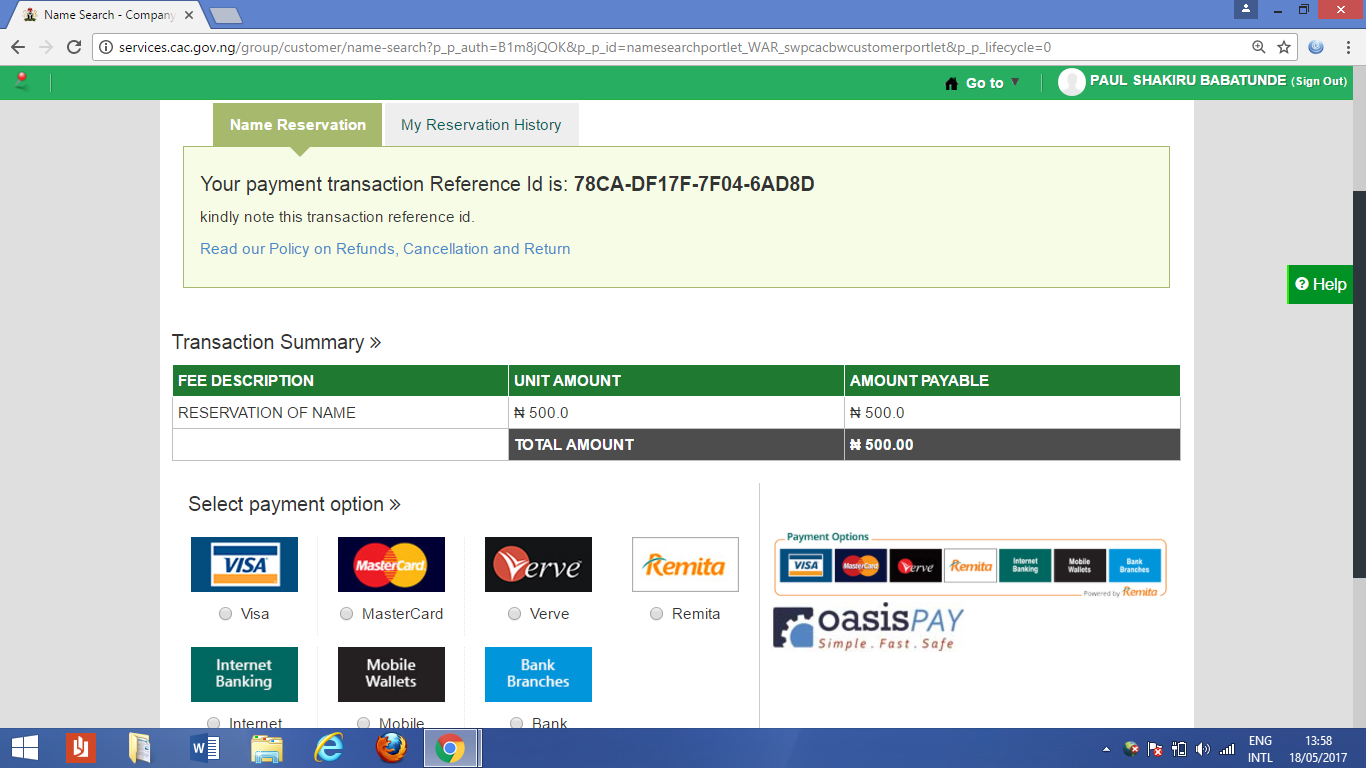 Name Search - Company
services.cac.gov.ng/group/customer/name-search?p_p_auth=B1m8jQOK&p_p_id=namesearchportlet_WAR_swpcacbwcustomerportlet&p_p_lifecycle=0
Go to
PAUL SHAKIRU BABATUNDE (Sign Out)
Name Reservation
My Reservation History
Your payment transaction Reference Id is: 78CA-DF17F-7F04-6AD8D
kindly note this transaction reference id.
Read our Policy on Refunds, Cancellation and Return
Help
Transaction Summary »
FEE DESCRIPTION UNIT AMOUNT AMOUNT PAYABLE
RESERVATION OF NAME ₦ 500.0 ₦ 500.0
TOTAL AMOUNT ₦ 500.00
Select payment option »
VISA MasterCard Verve Remita
Visa MasterCard Verve Remita
Internet Banking
Mobile Wallets
Bank Branches
Internet Mobile Bank
Payment Options
VISA MasterCard Verve Remita Internet Banking Mobile Wallets Bank Branches
Powered by Remita
oasisPAY
Simple . Fast . Safe
ENG
INTL
13:58
18/05/2017